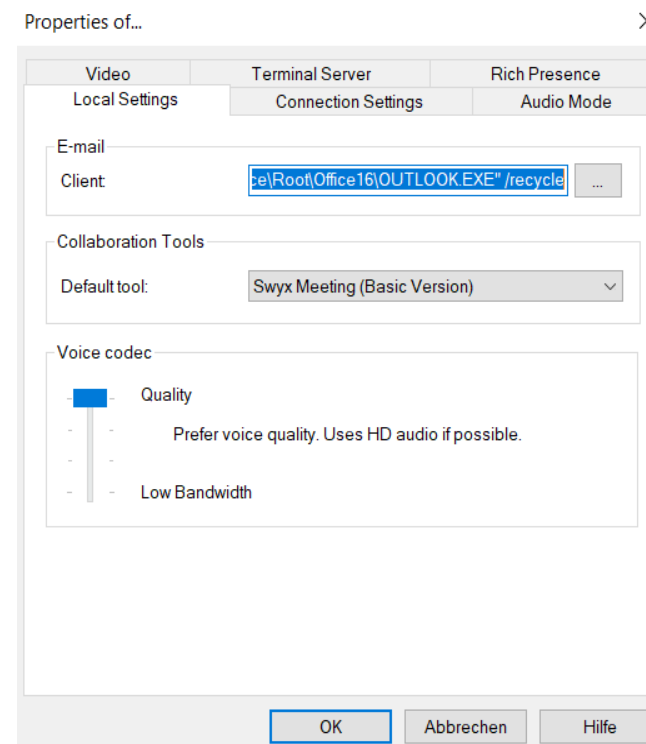 Properties of...
Video Terminal Server Rich Presence
Local Settings Connection Settings Audio Mode
E-mail
Client: ce\Root\Office16\OUTLOOK.EXE" /recycle ...
Collaboration Tools
Default tool: Swyx Meeting (Basic Version)
Voice codec
Quality
Prefer voice quality. Uses HD audio if possible.
Low Bandwidth
OK Abbrechen Hilfe